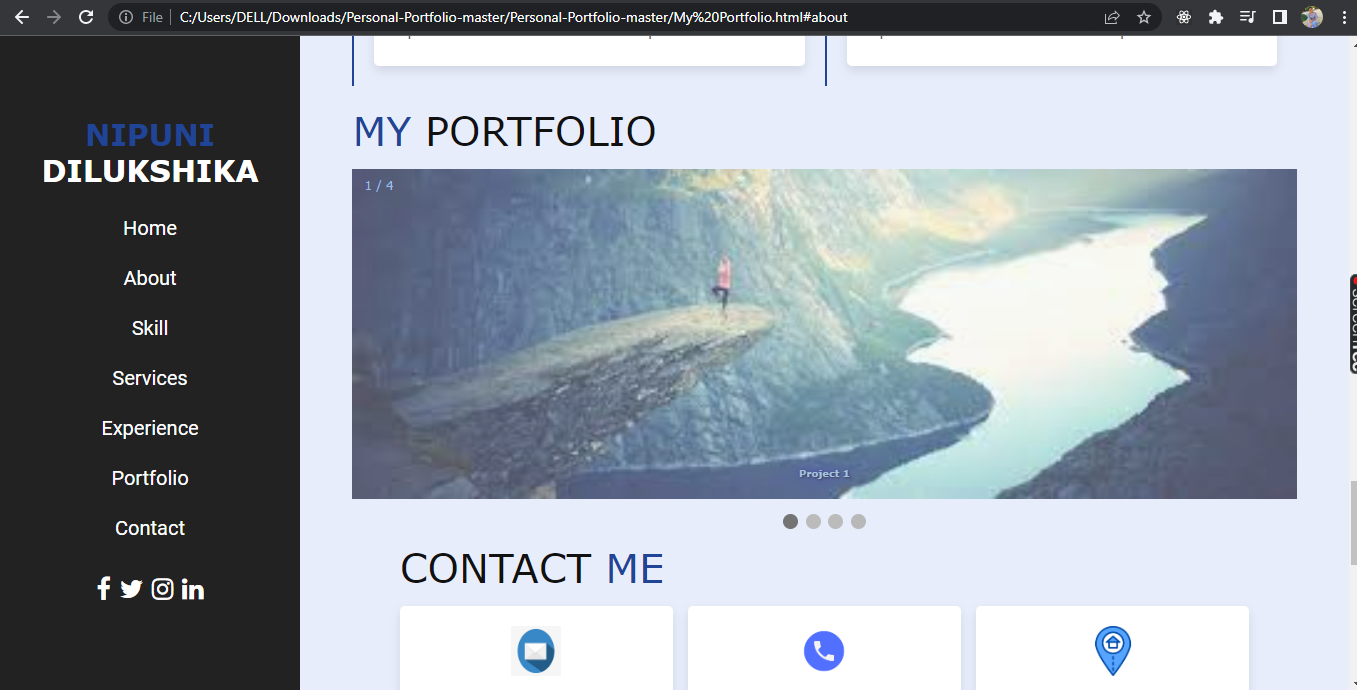 File
C:/Users/DELL/Downloads/Personal-Portfolio-master/Personal-Portfolio-master/My%20Portfolio.html#about
NIPUNI
DILUKSHIKA
Home
About
Skill
Services
Experience
Portfolio
Contact
MY PORTFOLIO
1 / 4
Project 1
CONTACT ME